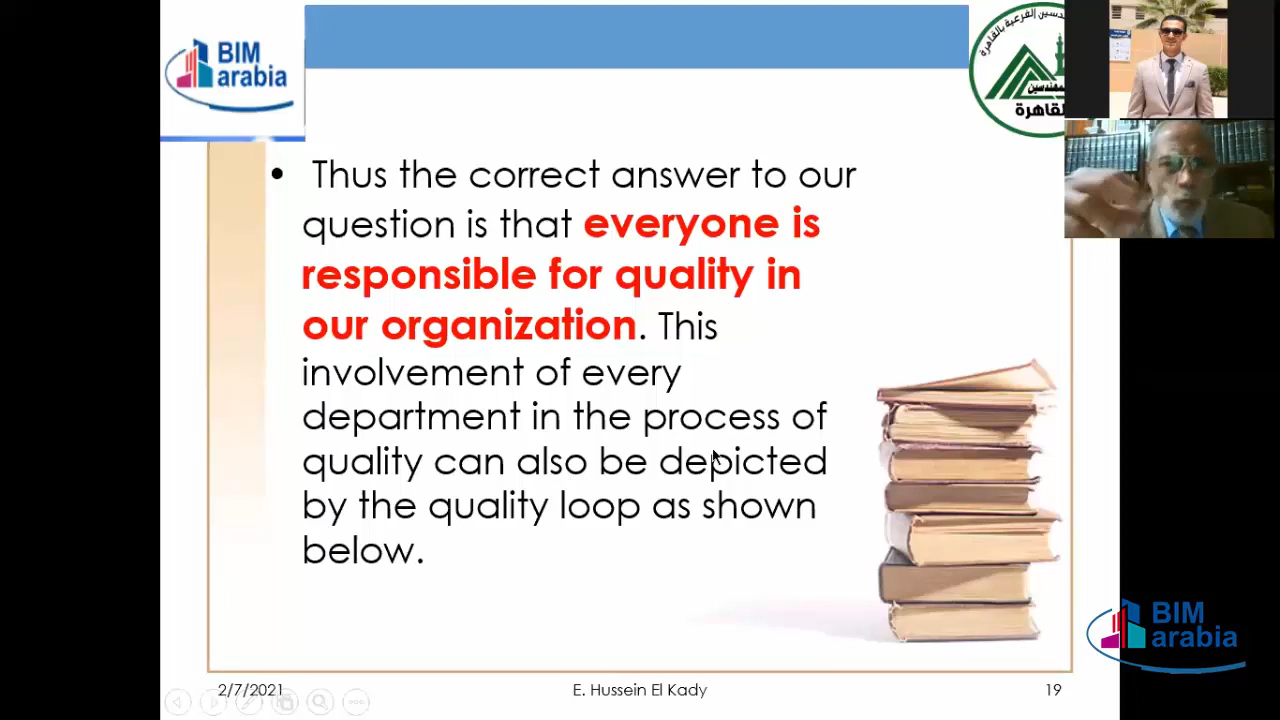 BIM
arabia
القاهرة
• Thus the correct answer to our
question is that everyone is
responsible for quality in
our organization. This
involvement of every
department in the process of
quality can also be depicted
by the quality loop as shown
below.
BIM
arabia
2/7/2021
E. Hussein El Kady
19